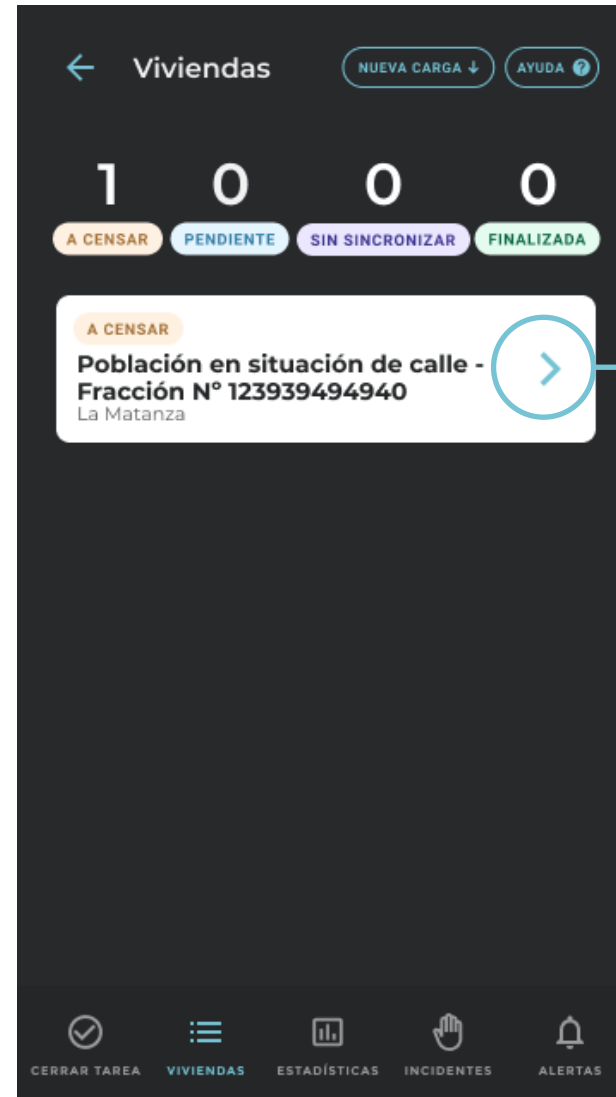 Viviendas
NUEVA CARGA
AYUDA
1 0 0 0
A CENSAR PENDIENTE SIN SINCRONIZAR FINALIZADA
A CENSAR
Población en situación de calle -
Fracción Nº 123939494940
La Matanza
CERRAR TAREA VIVIENDAS ESTADÍSTICAS INCIDENTES ALERTAS